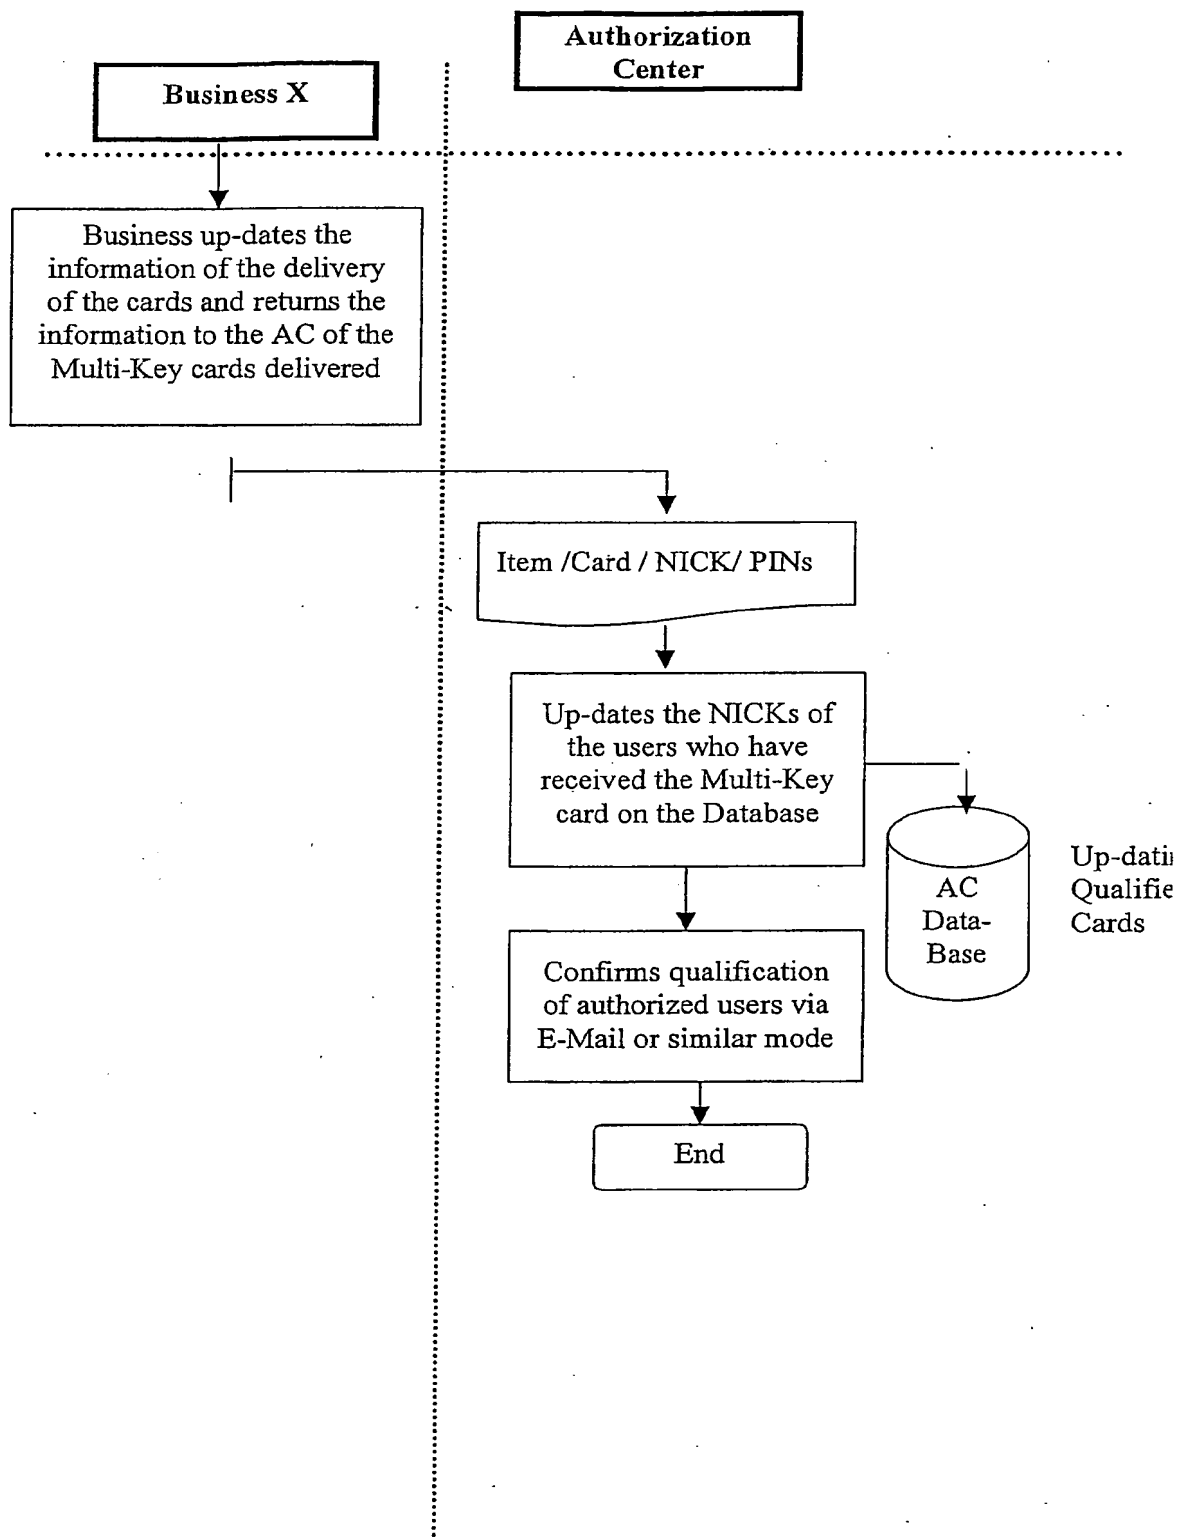 Authorization
Center
Business X
Business up-dates the
information of the delivery
of the cards and returns the
information to the AC of the
Multi-Key cards delivered
Item /Card / NICK/ PINs
Up-dates the NICKs of
the users who have
received the Multi-Key
card on the Database
AC
Data-
Base
Up-dati
Qualifie
Cards
Confirms qualification
of authorized users via
E-Mail or similar mode
End